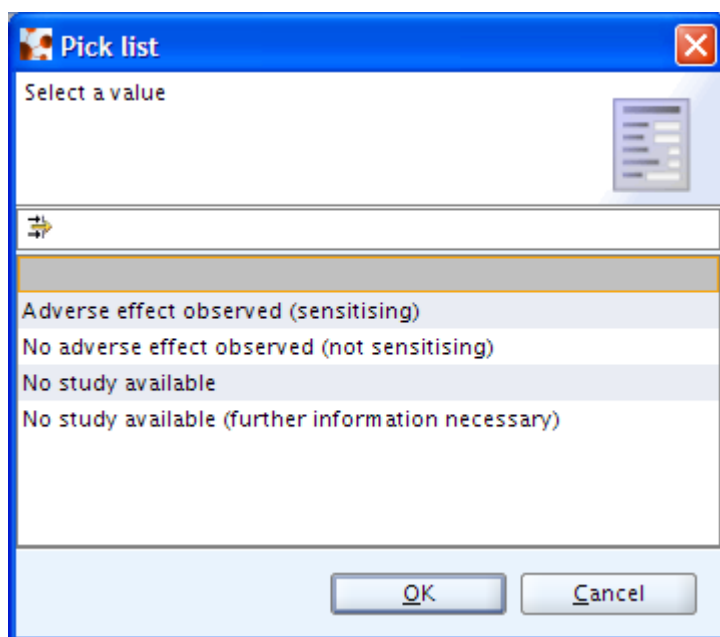 Pick list
Select a value
Adverse effect observed (sensitising)
No adverse effect observed (not sensitising)
No study available
No study available (further information necessary)
OK
Cancel